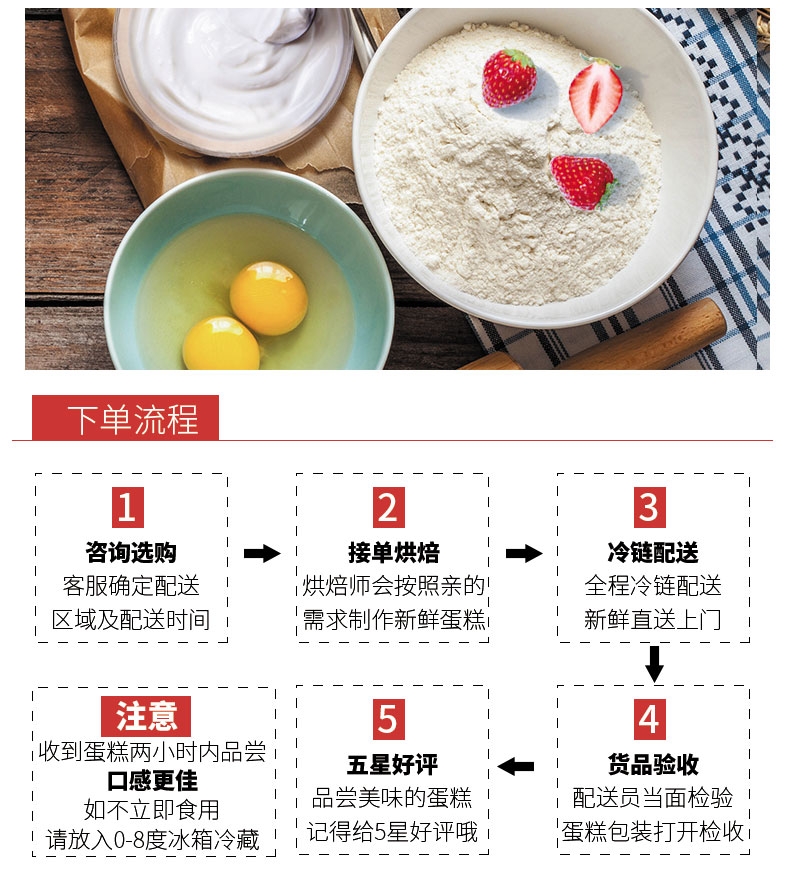 下单流程
1
咨询选购
客服确定配送
区域及配送时间
2
接单烘焙
烘焙师会按照亲的
需求制作新鲜蛋糕
3
冷链配送
全程冷链配送
新鲜直送上门
4
货品验收
配送员当面检验
蛋糕包装打开检收
5
五星好评
品尝美味的蛋糕
记得给5星好评哦
注意
收到蛋糕两小时内品尝
口感更佳
如不立即食用
请放入0-8度冰箱冷藏